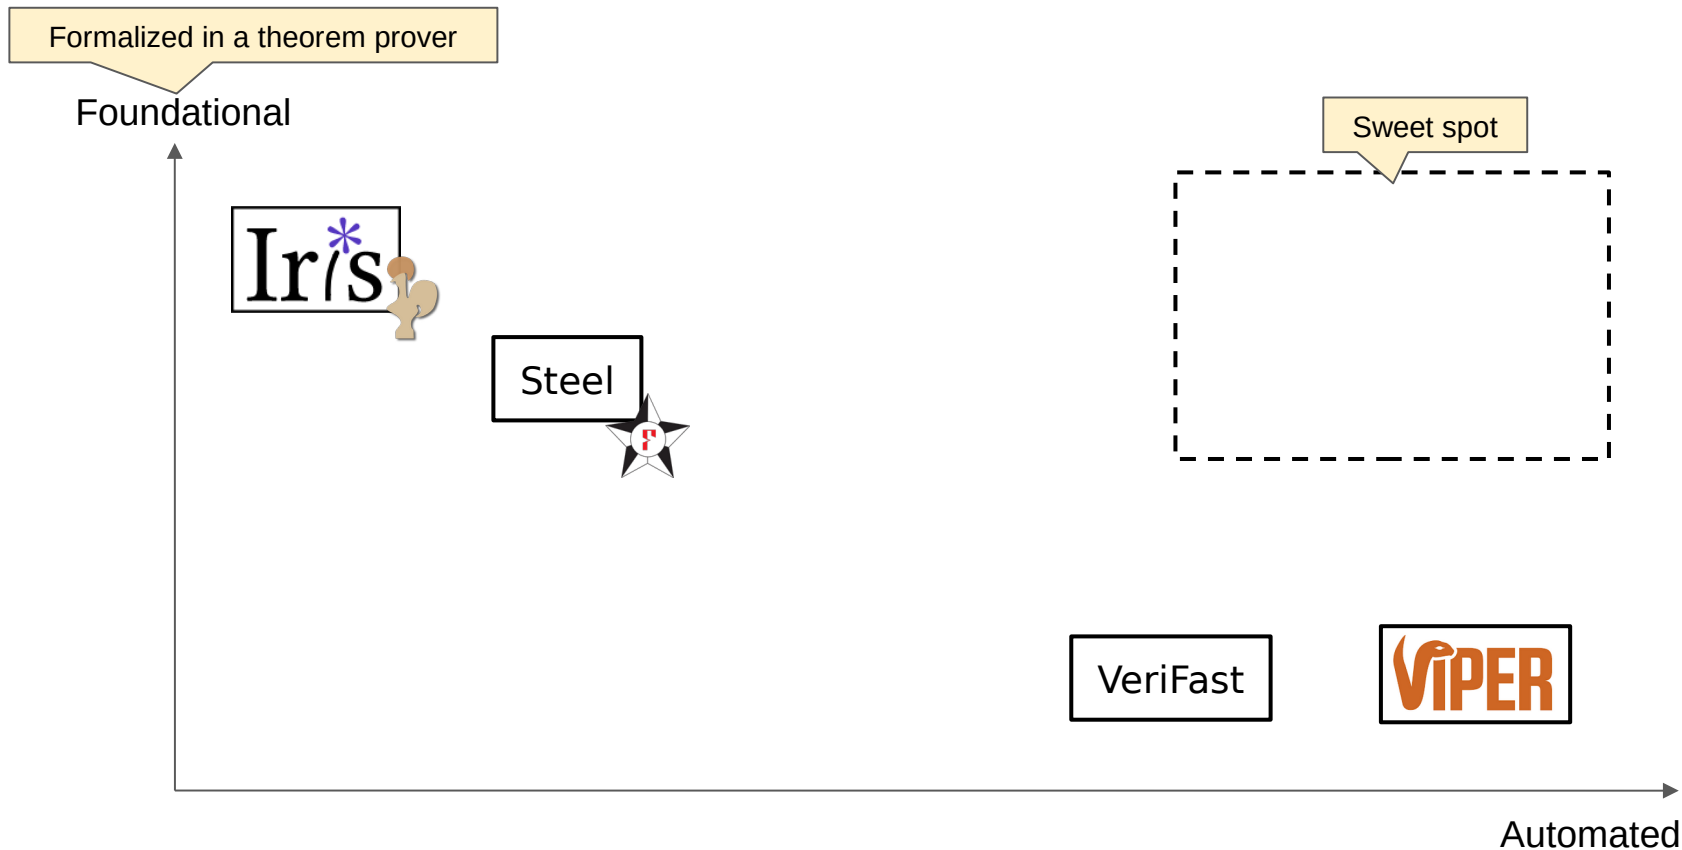 Formalized in a theorem prover
Foundational
Sweet spot
Iris
Steel
F
VeriFast
VIPER
Automated